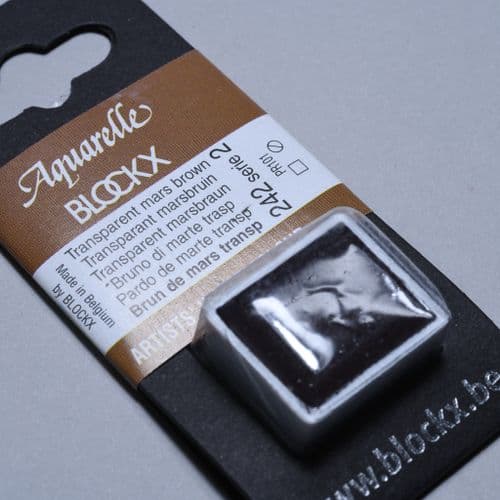 Aquarelle
BLOCKX
Transparent mars brown
Transparant marsbruin
Transparent marsbraun
Bruno di marte trasp
Pardo de marte transp
Brun de mars transp
242 serie 2
PR101
Made in Belgium
by BLOCKX
ARTISTS'
www.blockx.be